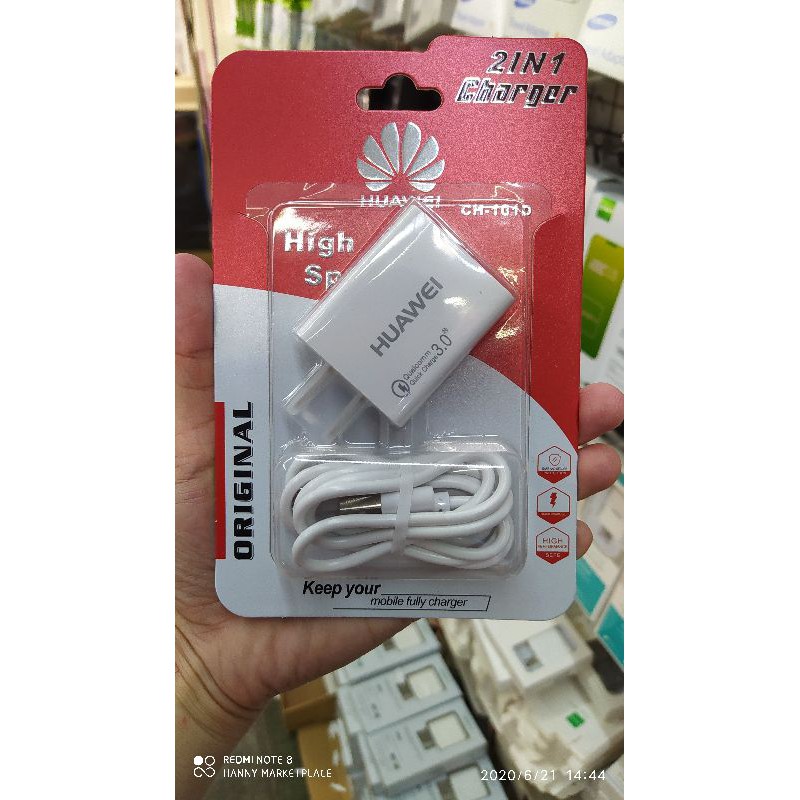 2IN1
Charger
HUAWEI
CH-101D
High
Sp
HUAWEI
Qualcomm
Quick Charge 3.0
ORIGINAL
HIGH
PERFORMANCE
Keep your
mobile fully charger
REDMI NOTE 8
HANNY MARKETPLACE
2020/6/21 14:44